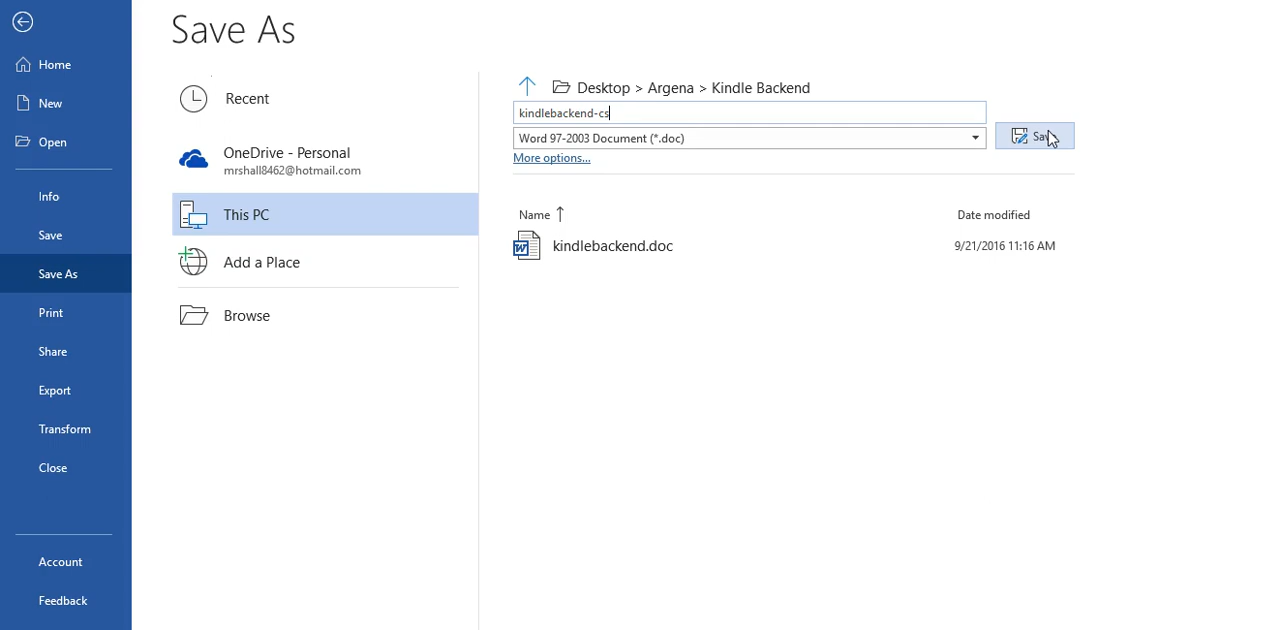 Save As
Home
New
Open
Info
Save
Save As
Print
Share
Export
Transform
Close
Account
Feedback
Recent
OneDrive - Personal
mrshall8462@hotmail.com
This PC
Add a Place
Browse
Desktop > Argena > Kindle Backend
kindlebackend-cs
Word 97-2003 Document (*.doc)
Save
More options...
Name Date modified
kindlebackend.doc 9/21/2016 11:16 AM